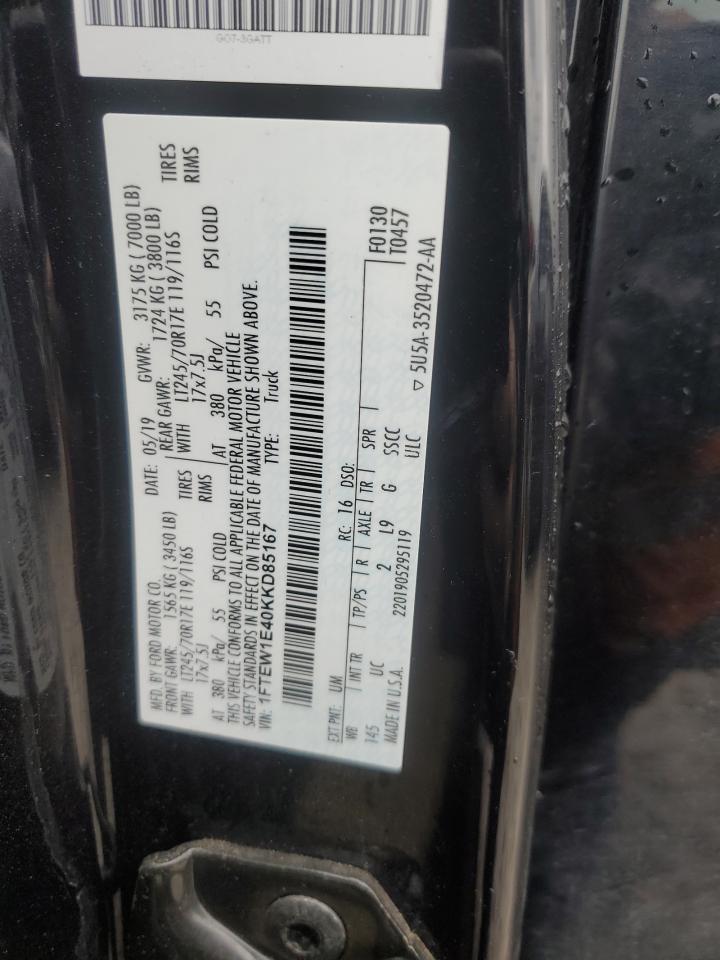 G07-3GATT
MFD. BY FORD MOTOR CO.
DATE: 05/19 GVWR: 3175 KG ( 7000 LB)
FRONT GAWR: 1565 KG ( 3450 LB)
REAR GAWR: 1724 KG ( 3800 LB)
WITH LT245/70R17E 119/116S TIRES
WITH LT245/70R17E 119/116S TIRES
17x7.5J RIMS
17x7.5J RIMS
AT 380 kPa/ 55 PSI COLD
AT 380 kPa/ 55 PSI COLD
THIS VEHICLE CONFORMS TO ALL APPLICABLE FEDERAL MOTOR VEHICLE
SAFETY STANDARDS IN EFFECT ON THE DATE OF MANUFACTURE SHOWN ABOVE.
VIN: 1FTEW1E40KKD85167
TYPE: Truck
EXT PNT: UM RC: 16 DSO: F0130
T0457
WB INT TR TP/PS R AXLE TR SPR
145 UC 2 L9 G SSCC
MADE IN U.S.A. 2201905295119 ULC ▽ 5U5A-3520472-AA